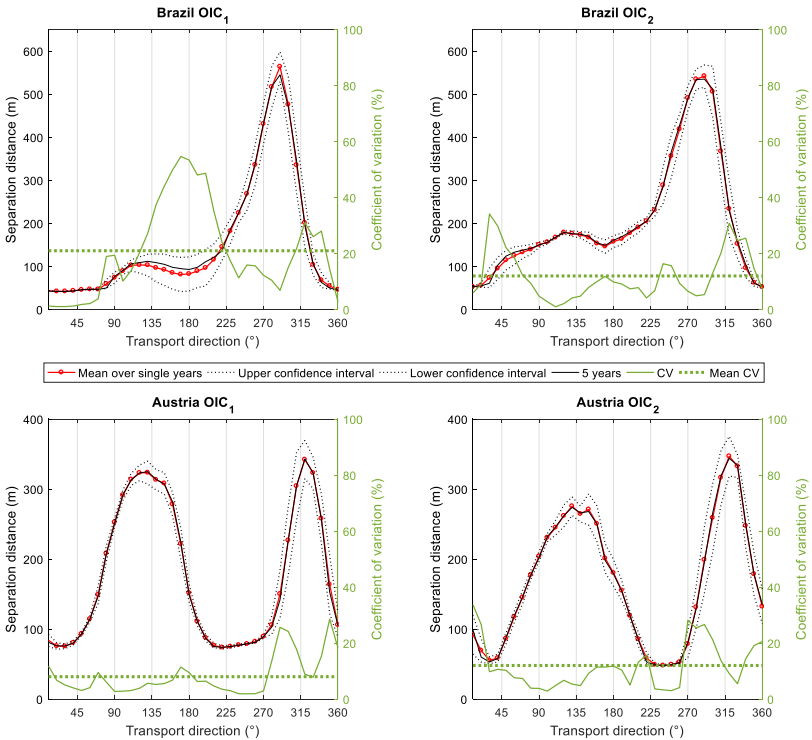 Brazil OIC1
Brazil OIC2
600
500
400
300
200
100
0
Separation distance (m)
100
80
60
40
20
0
Coefficient of variation (%)
45 90 135 180 225 270 315 360
Transport direction (°)
600
500
400
300
200
100
0
Separation distance (m)
100
80
60
40
20
0
Coefficient of variation (%)
45 90 135 180 225 270 315 360
Transport direction (°)
Mean over single years Upper confidence interval Lower confidence interval 5 years CV Mean CV
Austria OIC1
Austria OIC2
400
300
200
100
0
Separation distance (m)
100
80
60
40
20
0
Coefficient of variation (%)
45 90 135 180 225 270 315 360
Transport direction (°)
400
300
200
100
0
Separation distance (m)
100
80
60
40
20
0
Coefficient of variation (%)
45 90 135 180 225 270 315 360
Transport direction (°)